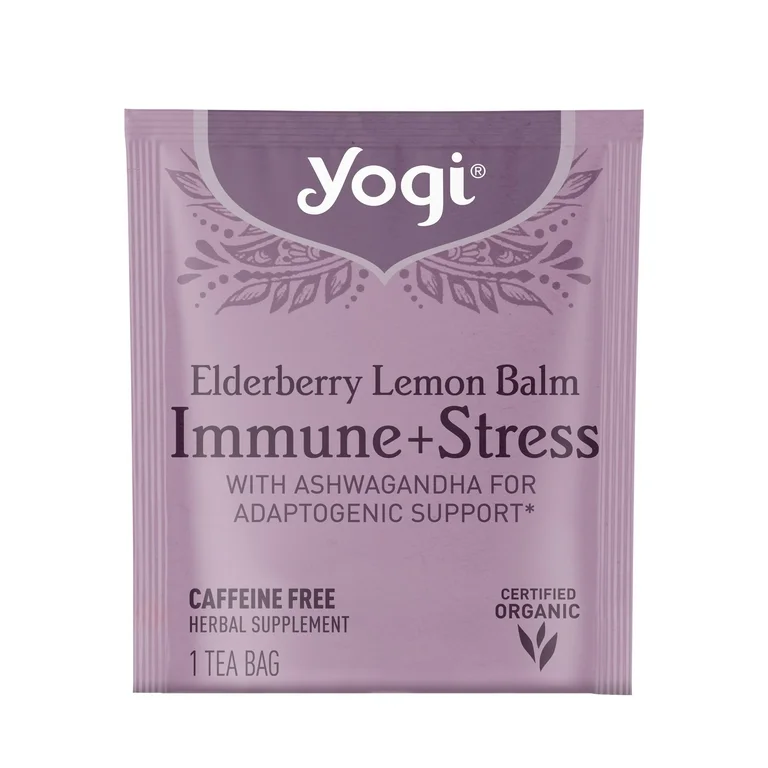 yogi®
Elderberry Lemon Balm
Immune+Stress
WITH ASHWAGANDHA FOR
ADAPTOGENIC SUPPORT*
CAFFEINE FREE
HERBAL SUPPLEMENT
1 TEA BAG
CERTIFIED
ORGANIC